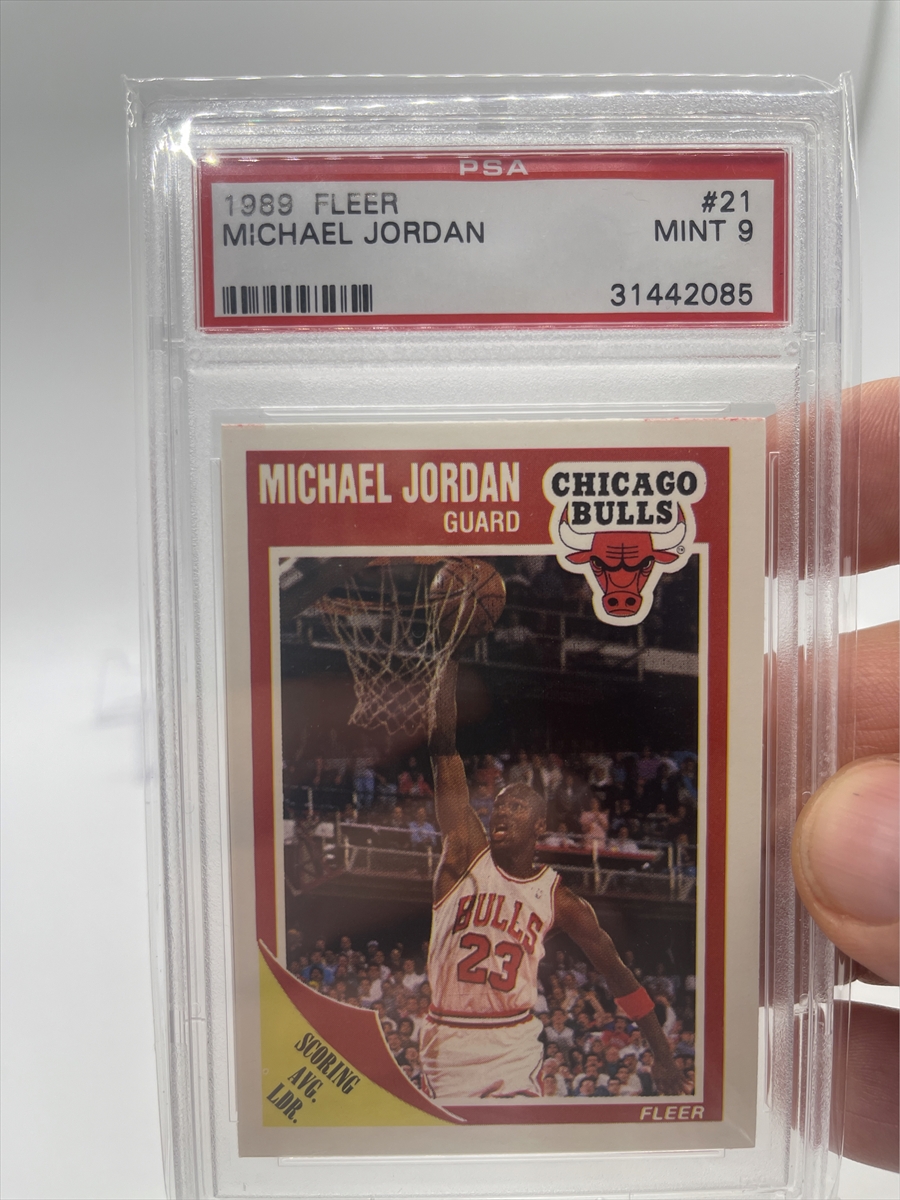 PSA
1989 FLEER #21
MICHAEL JORDAN MINT 9
31442085
MICHAEL JORDAN
GUARD
CHICAGO
BULLS
BULLS
23
SCORING
AVG.
LDR.
FLEER